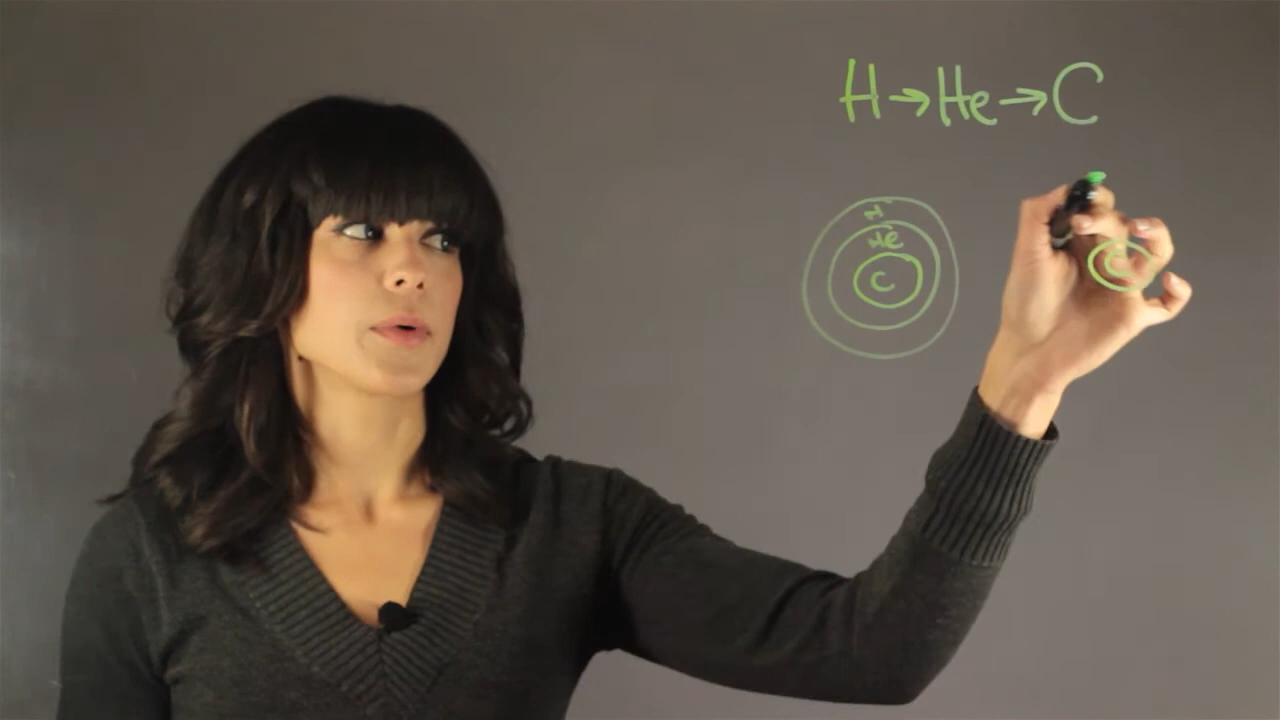 H → He → C
H
He
C
C